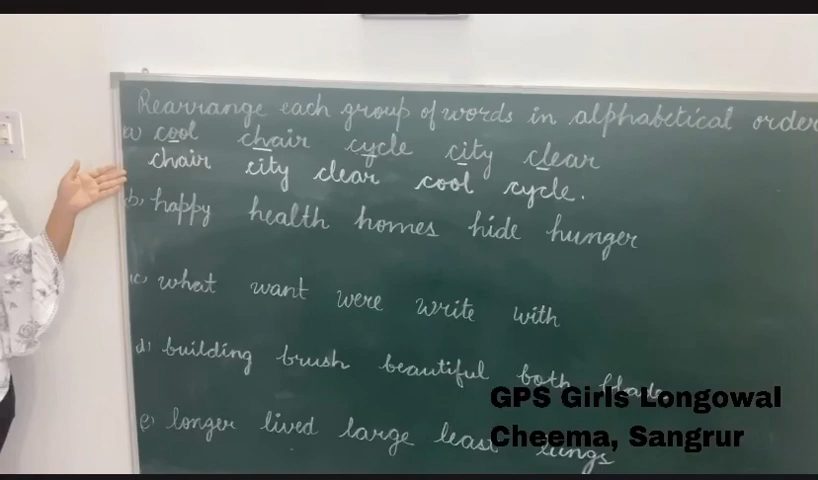 Rearrange each group of words in alphabetical order
a) cool chair cycle city clear
chair city clear cool cycle.
b) happy health homes hide hunger
c) what want were write with
d) building brush beautiful both
GPS Girls Longowal
e) longer lived large least lungs
Cheema, Sangrur